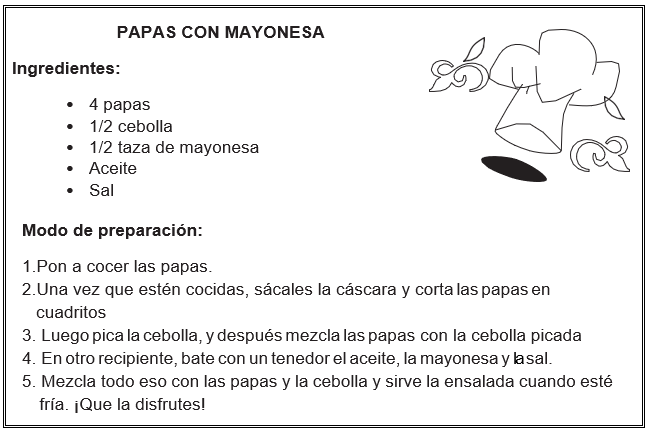 PAPAS CON MAYONESA
Ingredientes:
• 4 papas
• 1/2 cebolla
• 1/2 taza de mayonesa
• Aceite
• Sal
Modo de preparación:
1.Pon a cocer las papas.
2.Una vez que estén cocidas, sácales la cáscara y corta las papas en
cuadritos
3. Luego pica la cebolla, y después mezcla las papas con la cebolla picada
4. En otro recipiente, bate con un tenedor el aceite, la mayonesa y la sal.
5. Mezcla todo eso con las papas y la cebolla y sirve la ensalada cuando esté
fría. ¡Que la disfrutes!